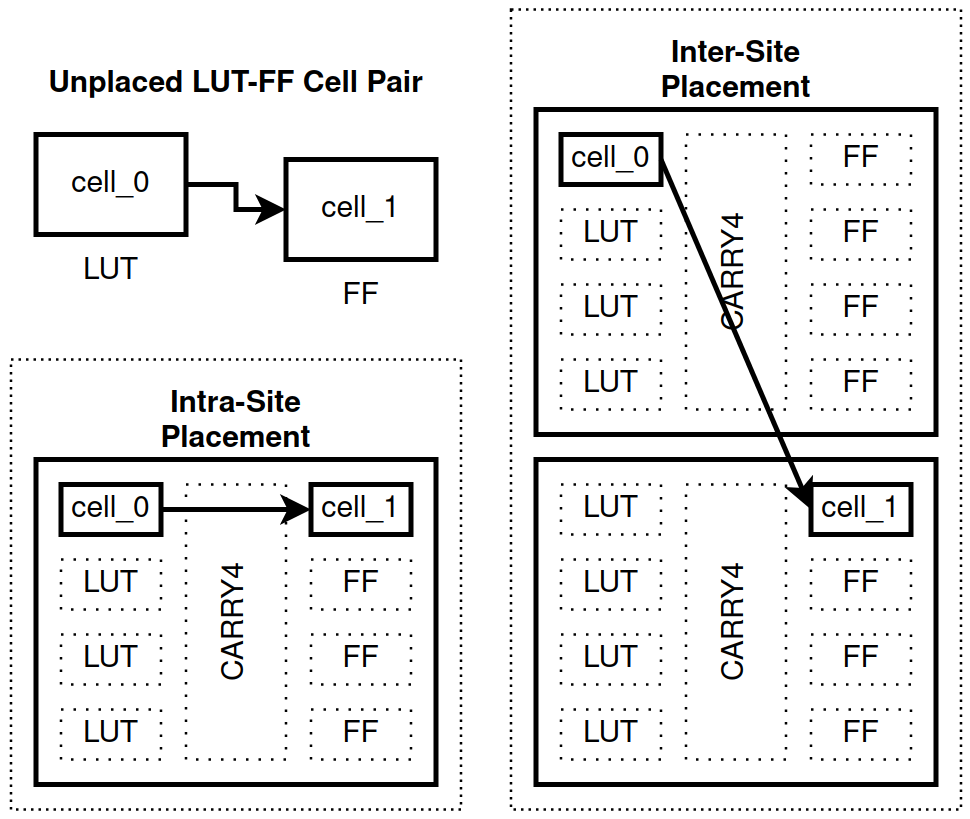 Unplaced LUT-FF Cell Pair
cell_0
cell_1
LUT
FF
Intra-Site
Placement
cell_0
cell_1
LUT
FF
LUT
FF
LUT
FF
CARRY4
Inter-Site
Placement
cell_0
FF
LUT
FF
LUT
FF
LUT
FF
CARRY4
LUT
cell_1
LUT
FF
LUT
FF
LUT
FF
CARRY4